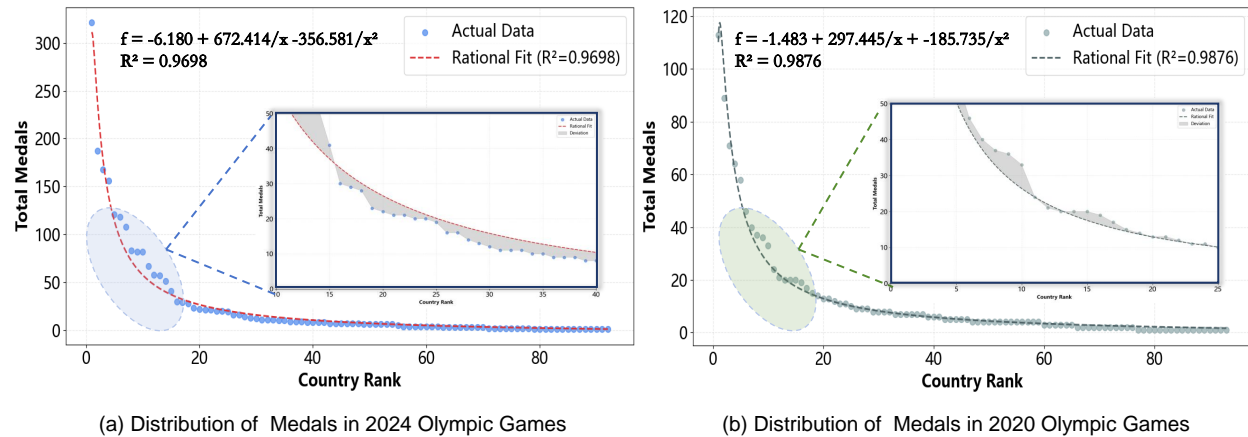 f = -6.180 + 672.414/x -356.581/x²
R² = 0.9698
Actual Data
Rational Fit (R²=0.9698)
Total Medals
300
250
200
150
100
50
0
0
20
40
60
80
Country Rank
Actual Data
Rational Fit
Deviation
Total Medals
50
40
30
20
10
0
10
15
20
25
30
35
40
Country Rank
(a) Distribution of Medals in 2024 Olympic Games
f = -1.483 + 297.445/x + -185.735/x²
R² = 0.9876
Actual Data
Rational Fit (R²=0.9876)
Total Medals
120
100
80
60
40
20
0
0
20
40
60
80
Country Rank
Actual Data
Rational Fit
Deviation
Total Medals
50
40
30
20
10
0
0
5
10
15
20
25
Country Rank
(b) Distribution of Medals in 2020 Olympic Games